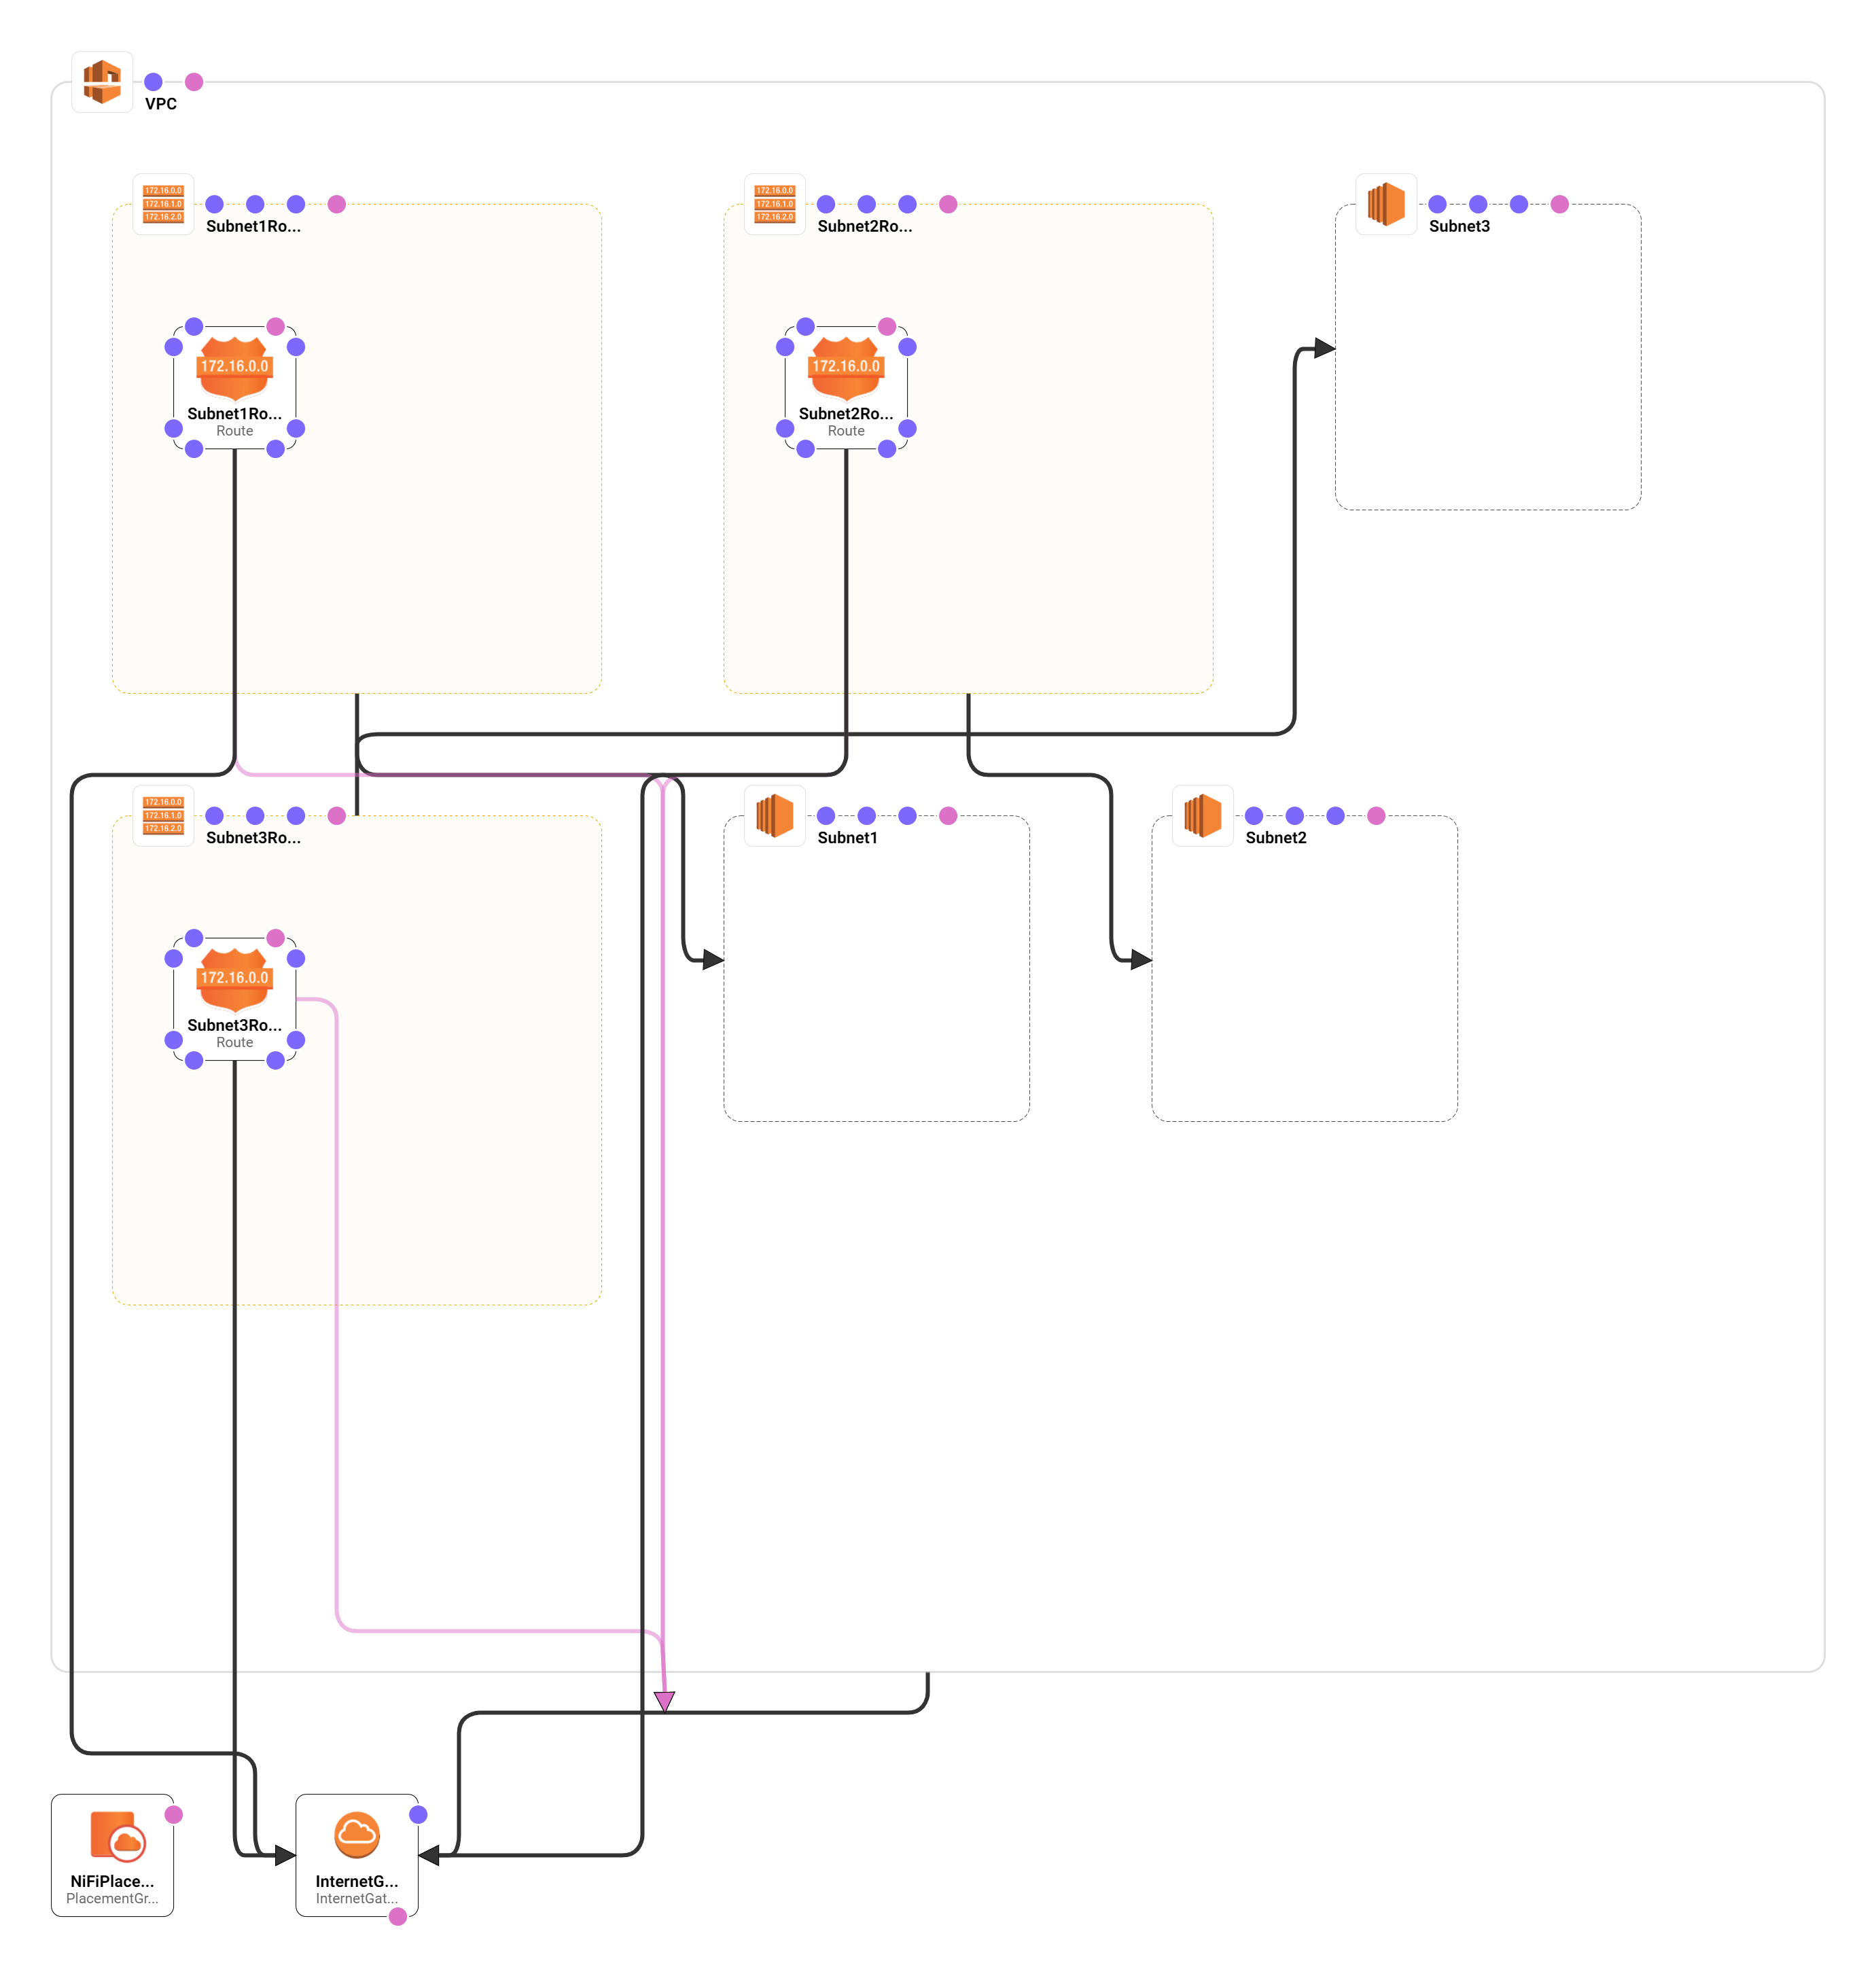 VPC
172.16.0.0
172.16.1.0
172.16.2.0
Subnet1Ro...
172.16.0.0
172.16.1.0
172.16.2.0
Subnet2Ro...
Subnet3
172.16.0.0
Subnet1Ro...
Route
172.16.0.0
Subnet2Ro...
Route
172.16.0.0
172.16.1.0
172.16.2.0
Subnet3Ro...
Subnet1
Subnet2
172.16.0.0
Subnet3Ro...
Route
NiFiPlace...
PlacementGr...
InternetG...
InternetGat...